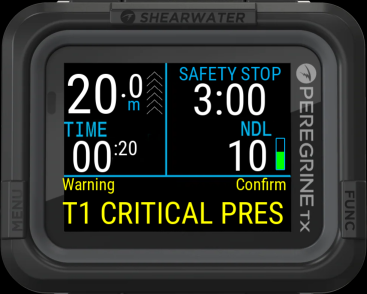 SHEARWATER
20.0 m
SAFETY STOP
3:00
TIME
00:20
NDL
10
Warning
Confirm
T1 CRITICAL PRES
MENU
FUNC
PEREGRINE TX